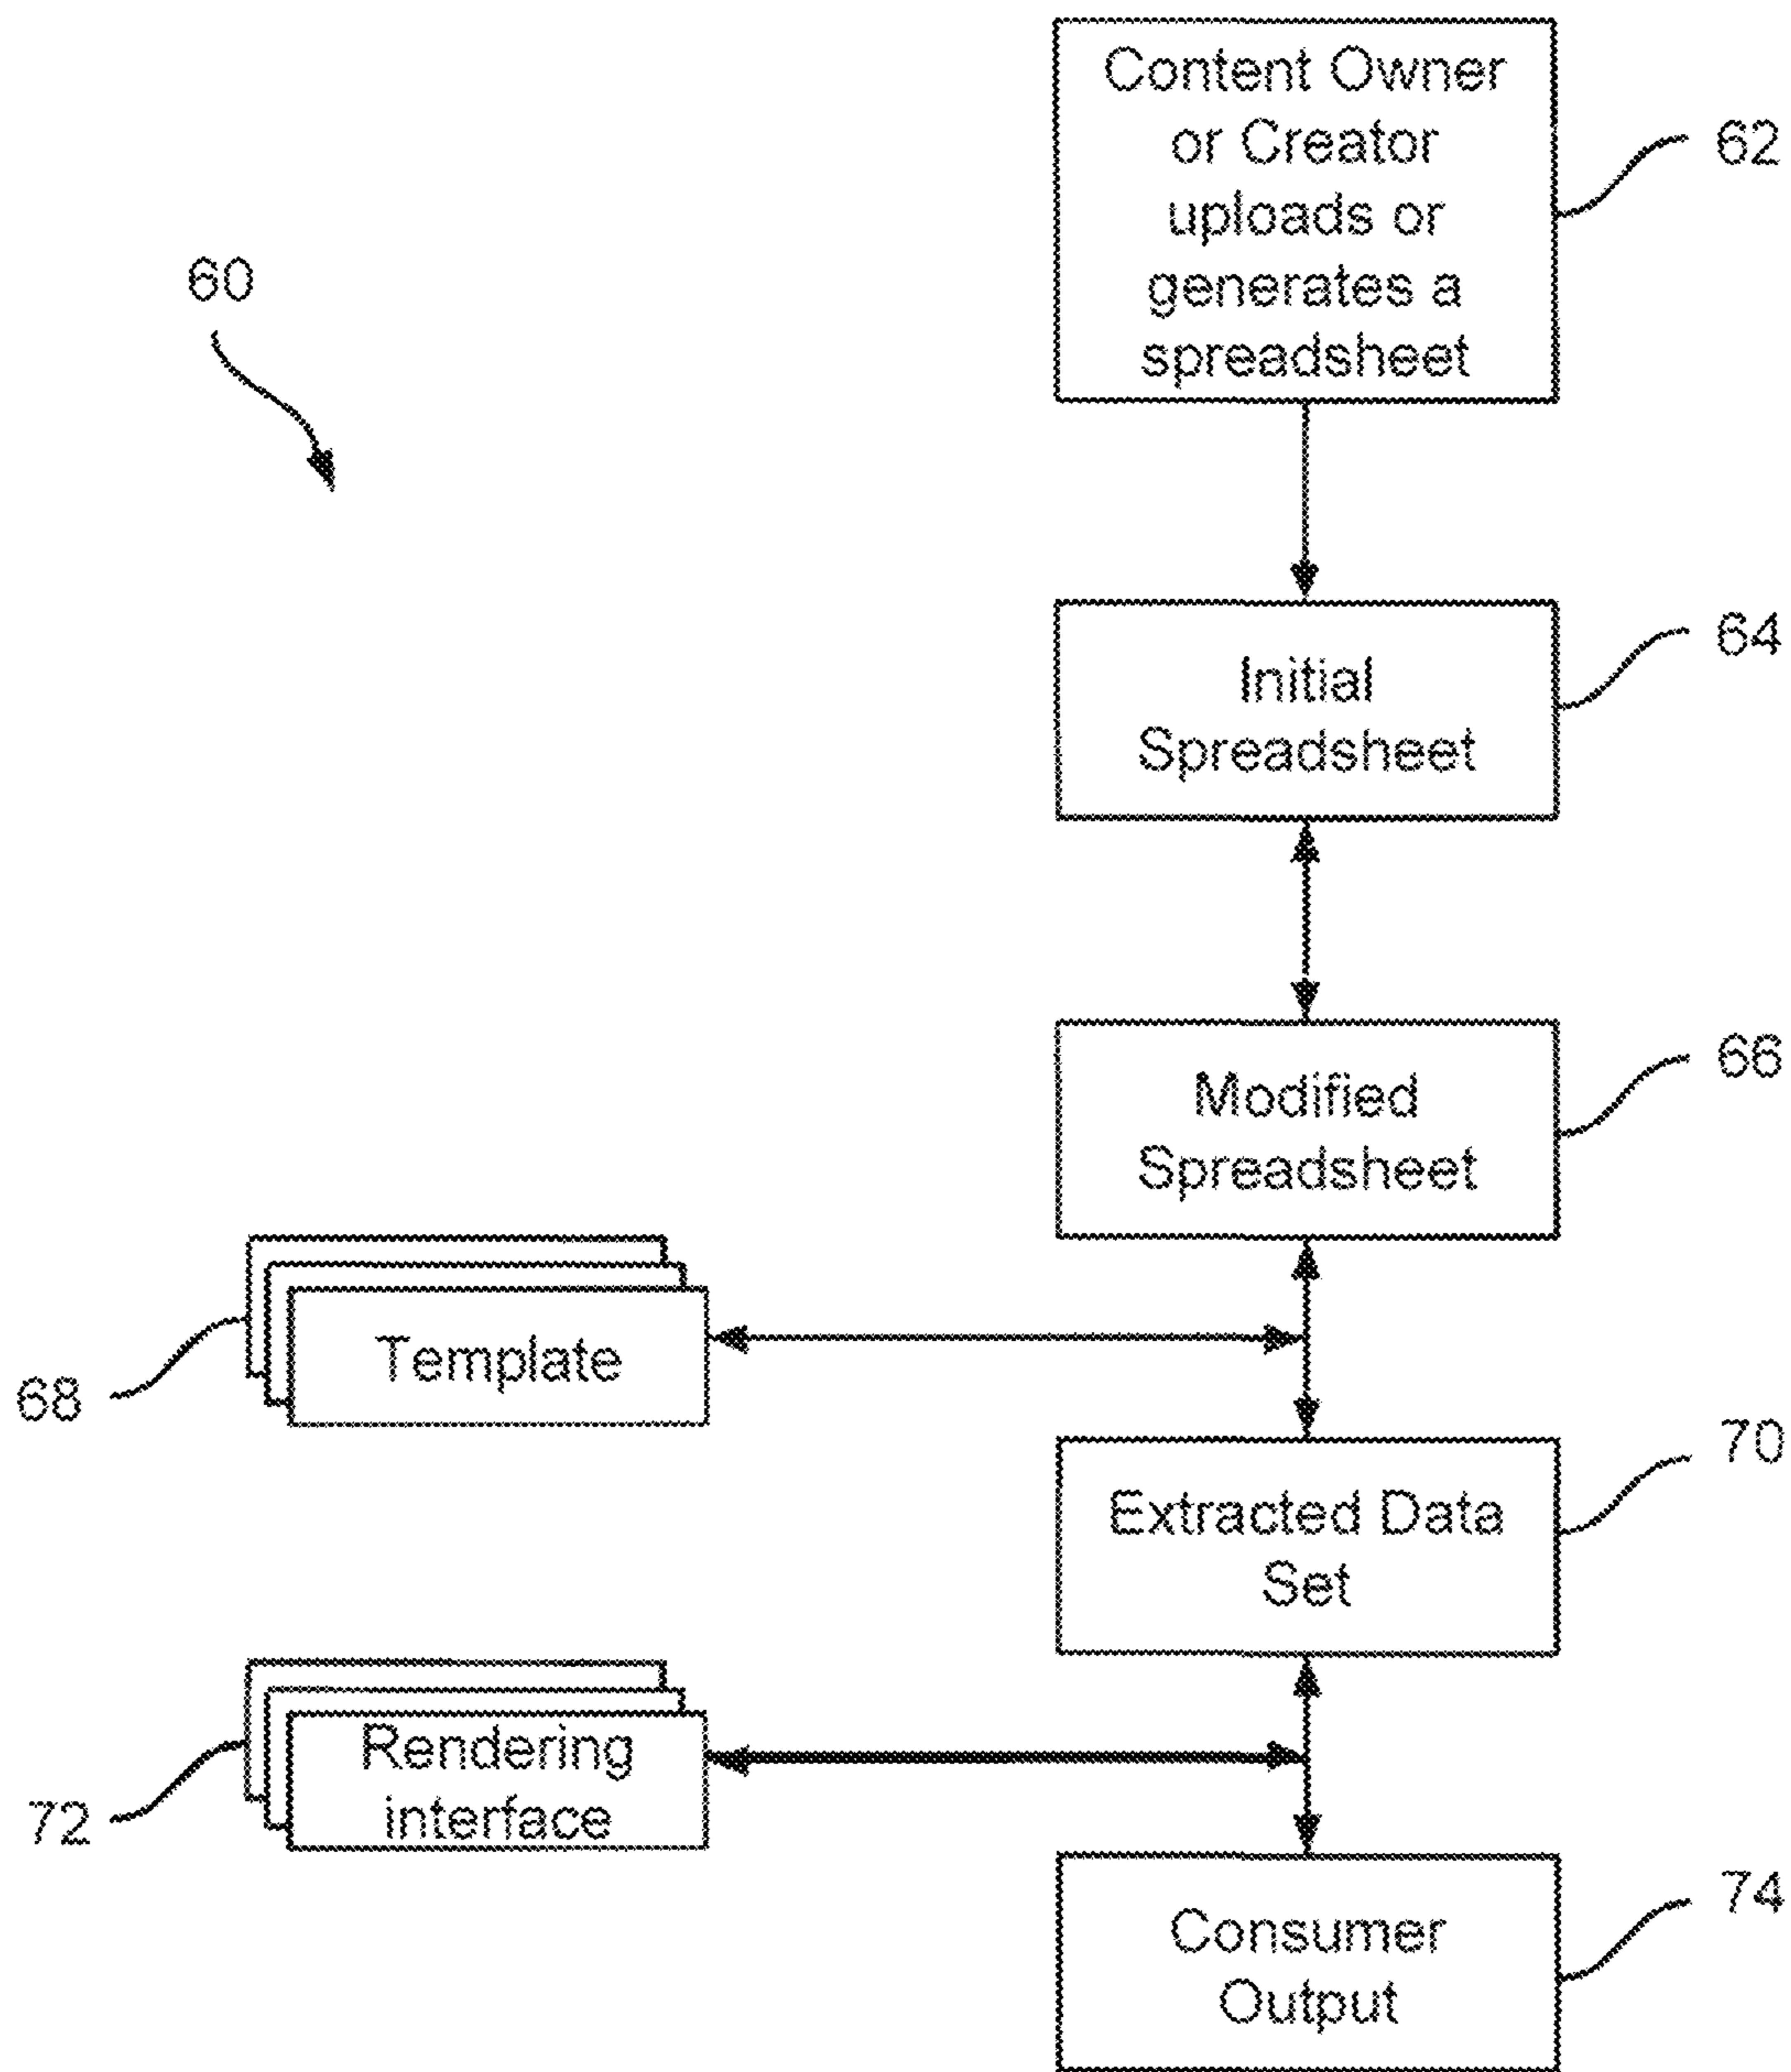 Content Owner
or Creator
uploads or
generates a
spreadsheet
62
60
Initial
Spreadsheet
64
Modified
Spreadsheet
66
Template
68
Extracted Data
Set
70
Rendering
interface
72
Consumer
Output
74